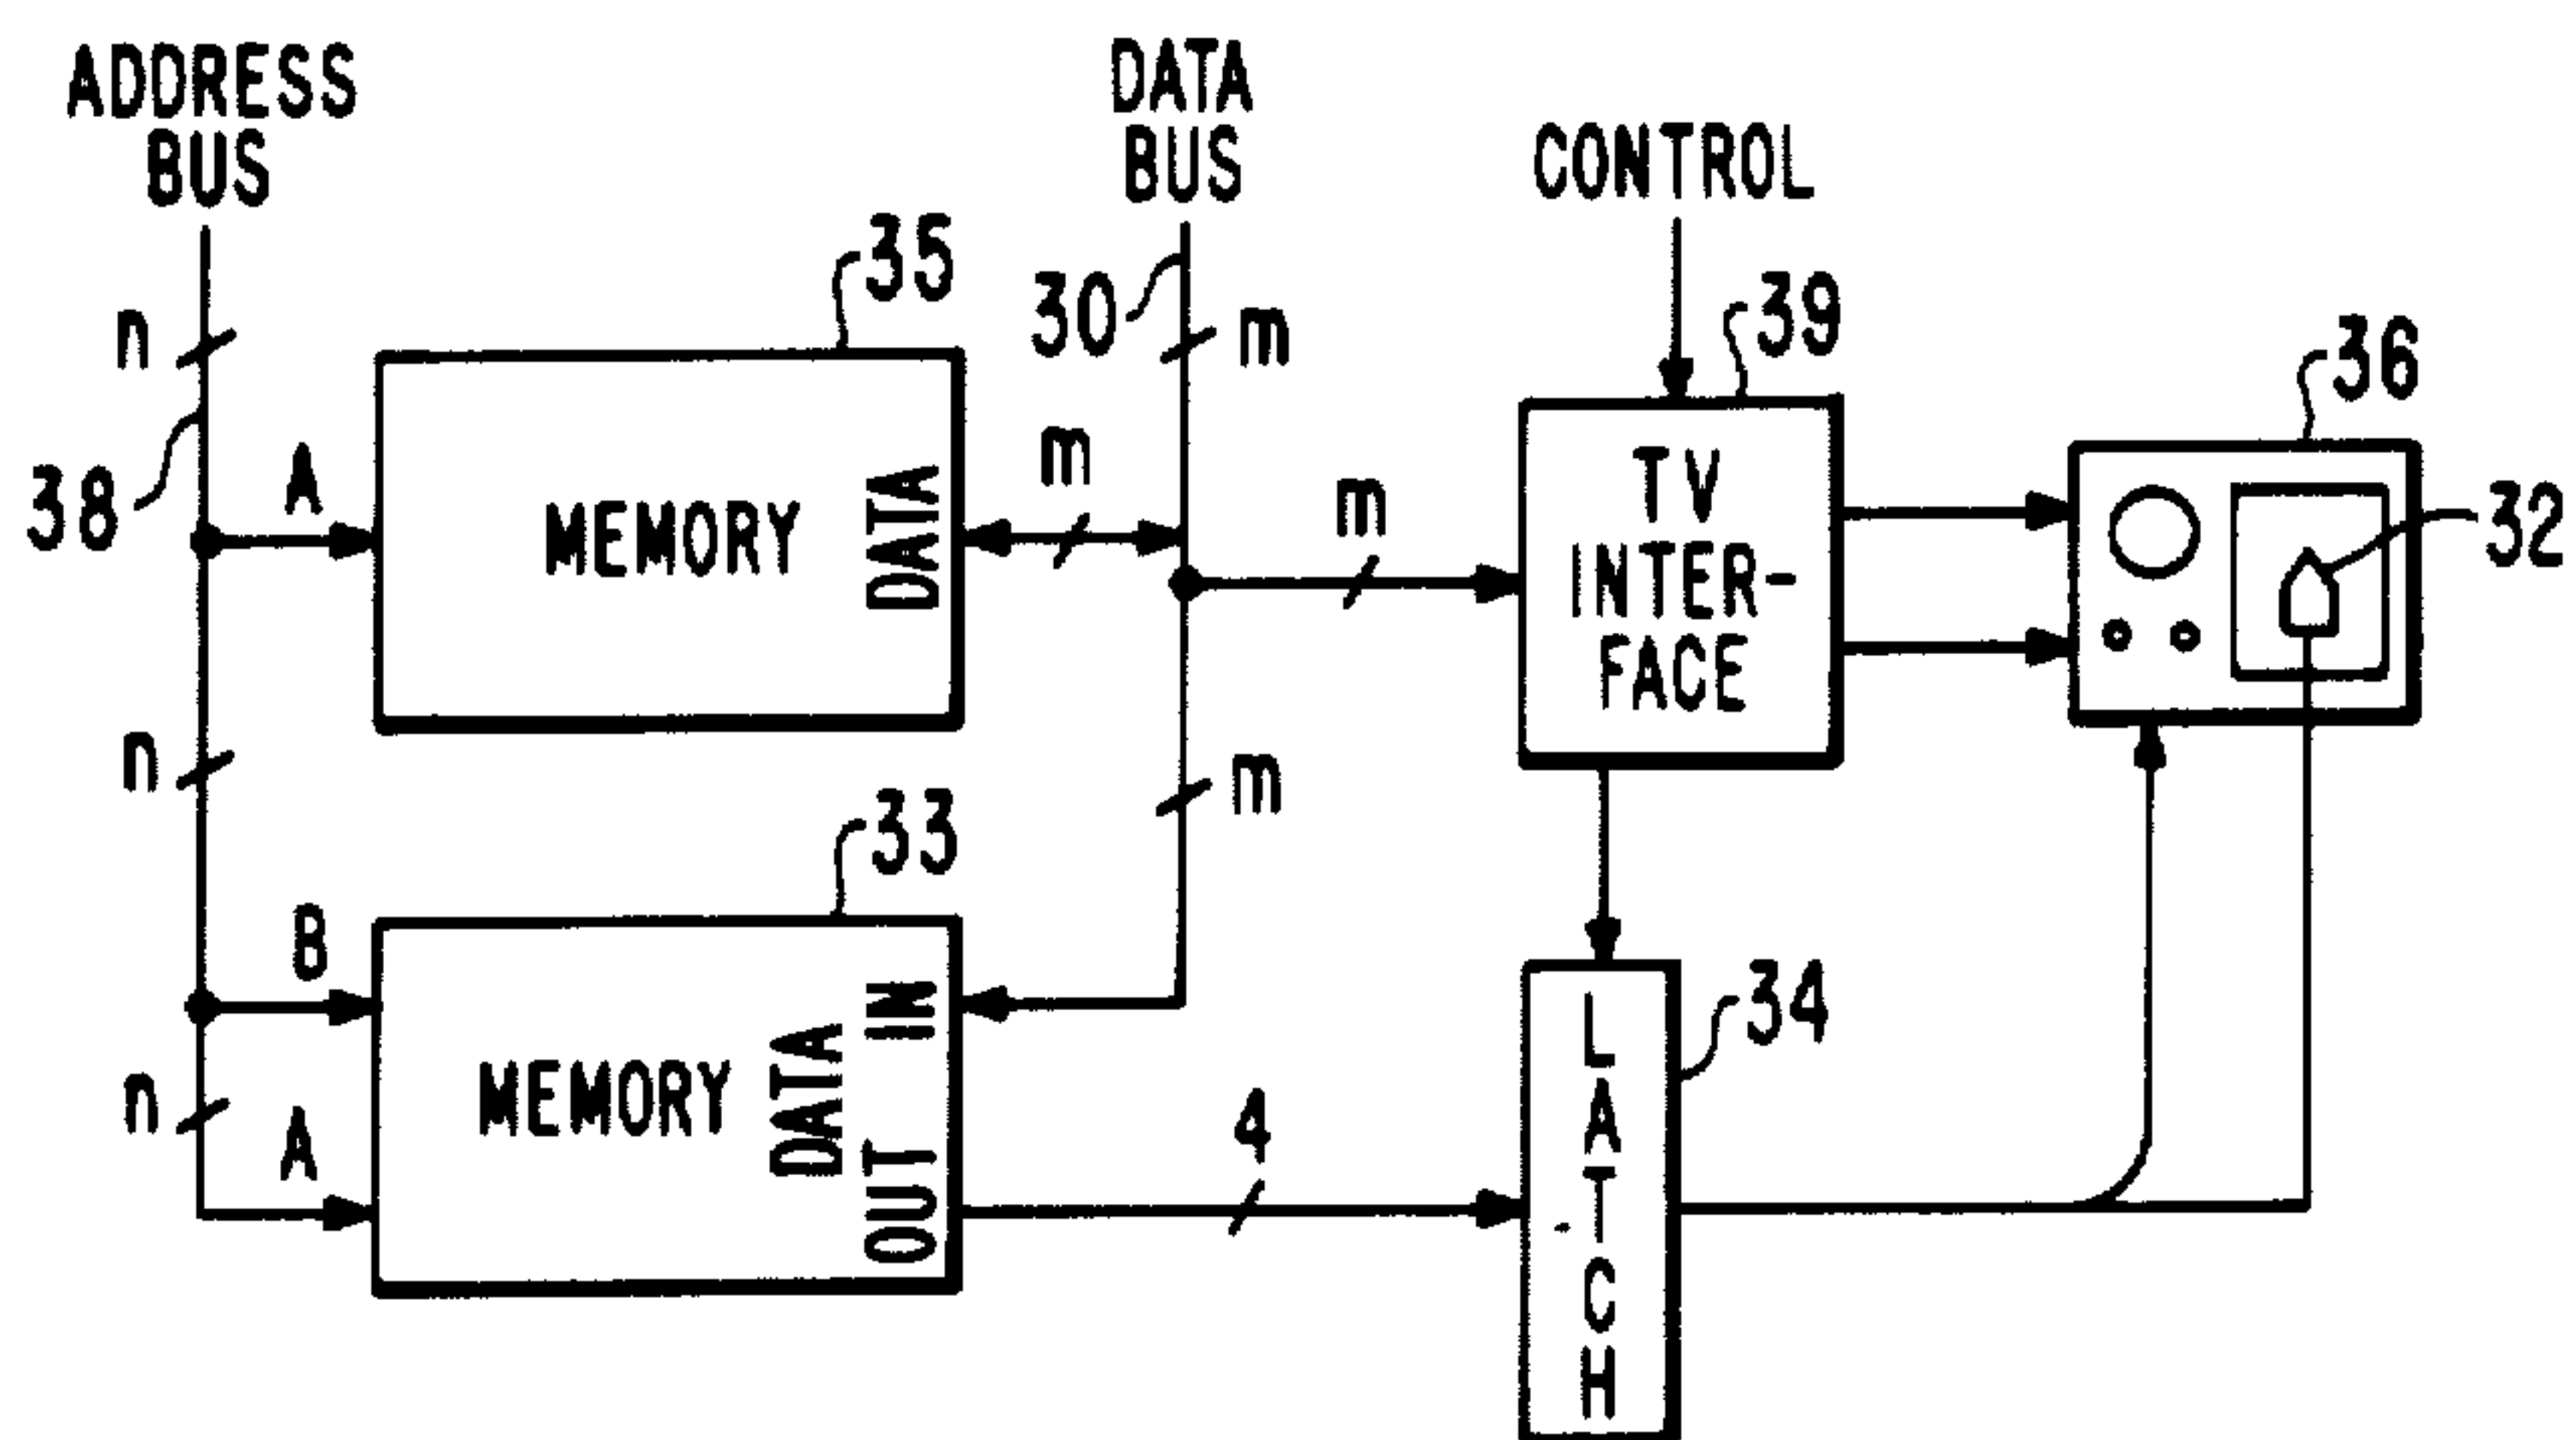 ADDRESS
BUS
DATA
BUS
CONTROL
35
30
m
39
36
n
38
A
MEMORY
DATA
m
m
TV
INTER-
FACE
32
n
33
m
B
MEMORY
DATA
IN
OUT
n
A
4
34
LATCH